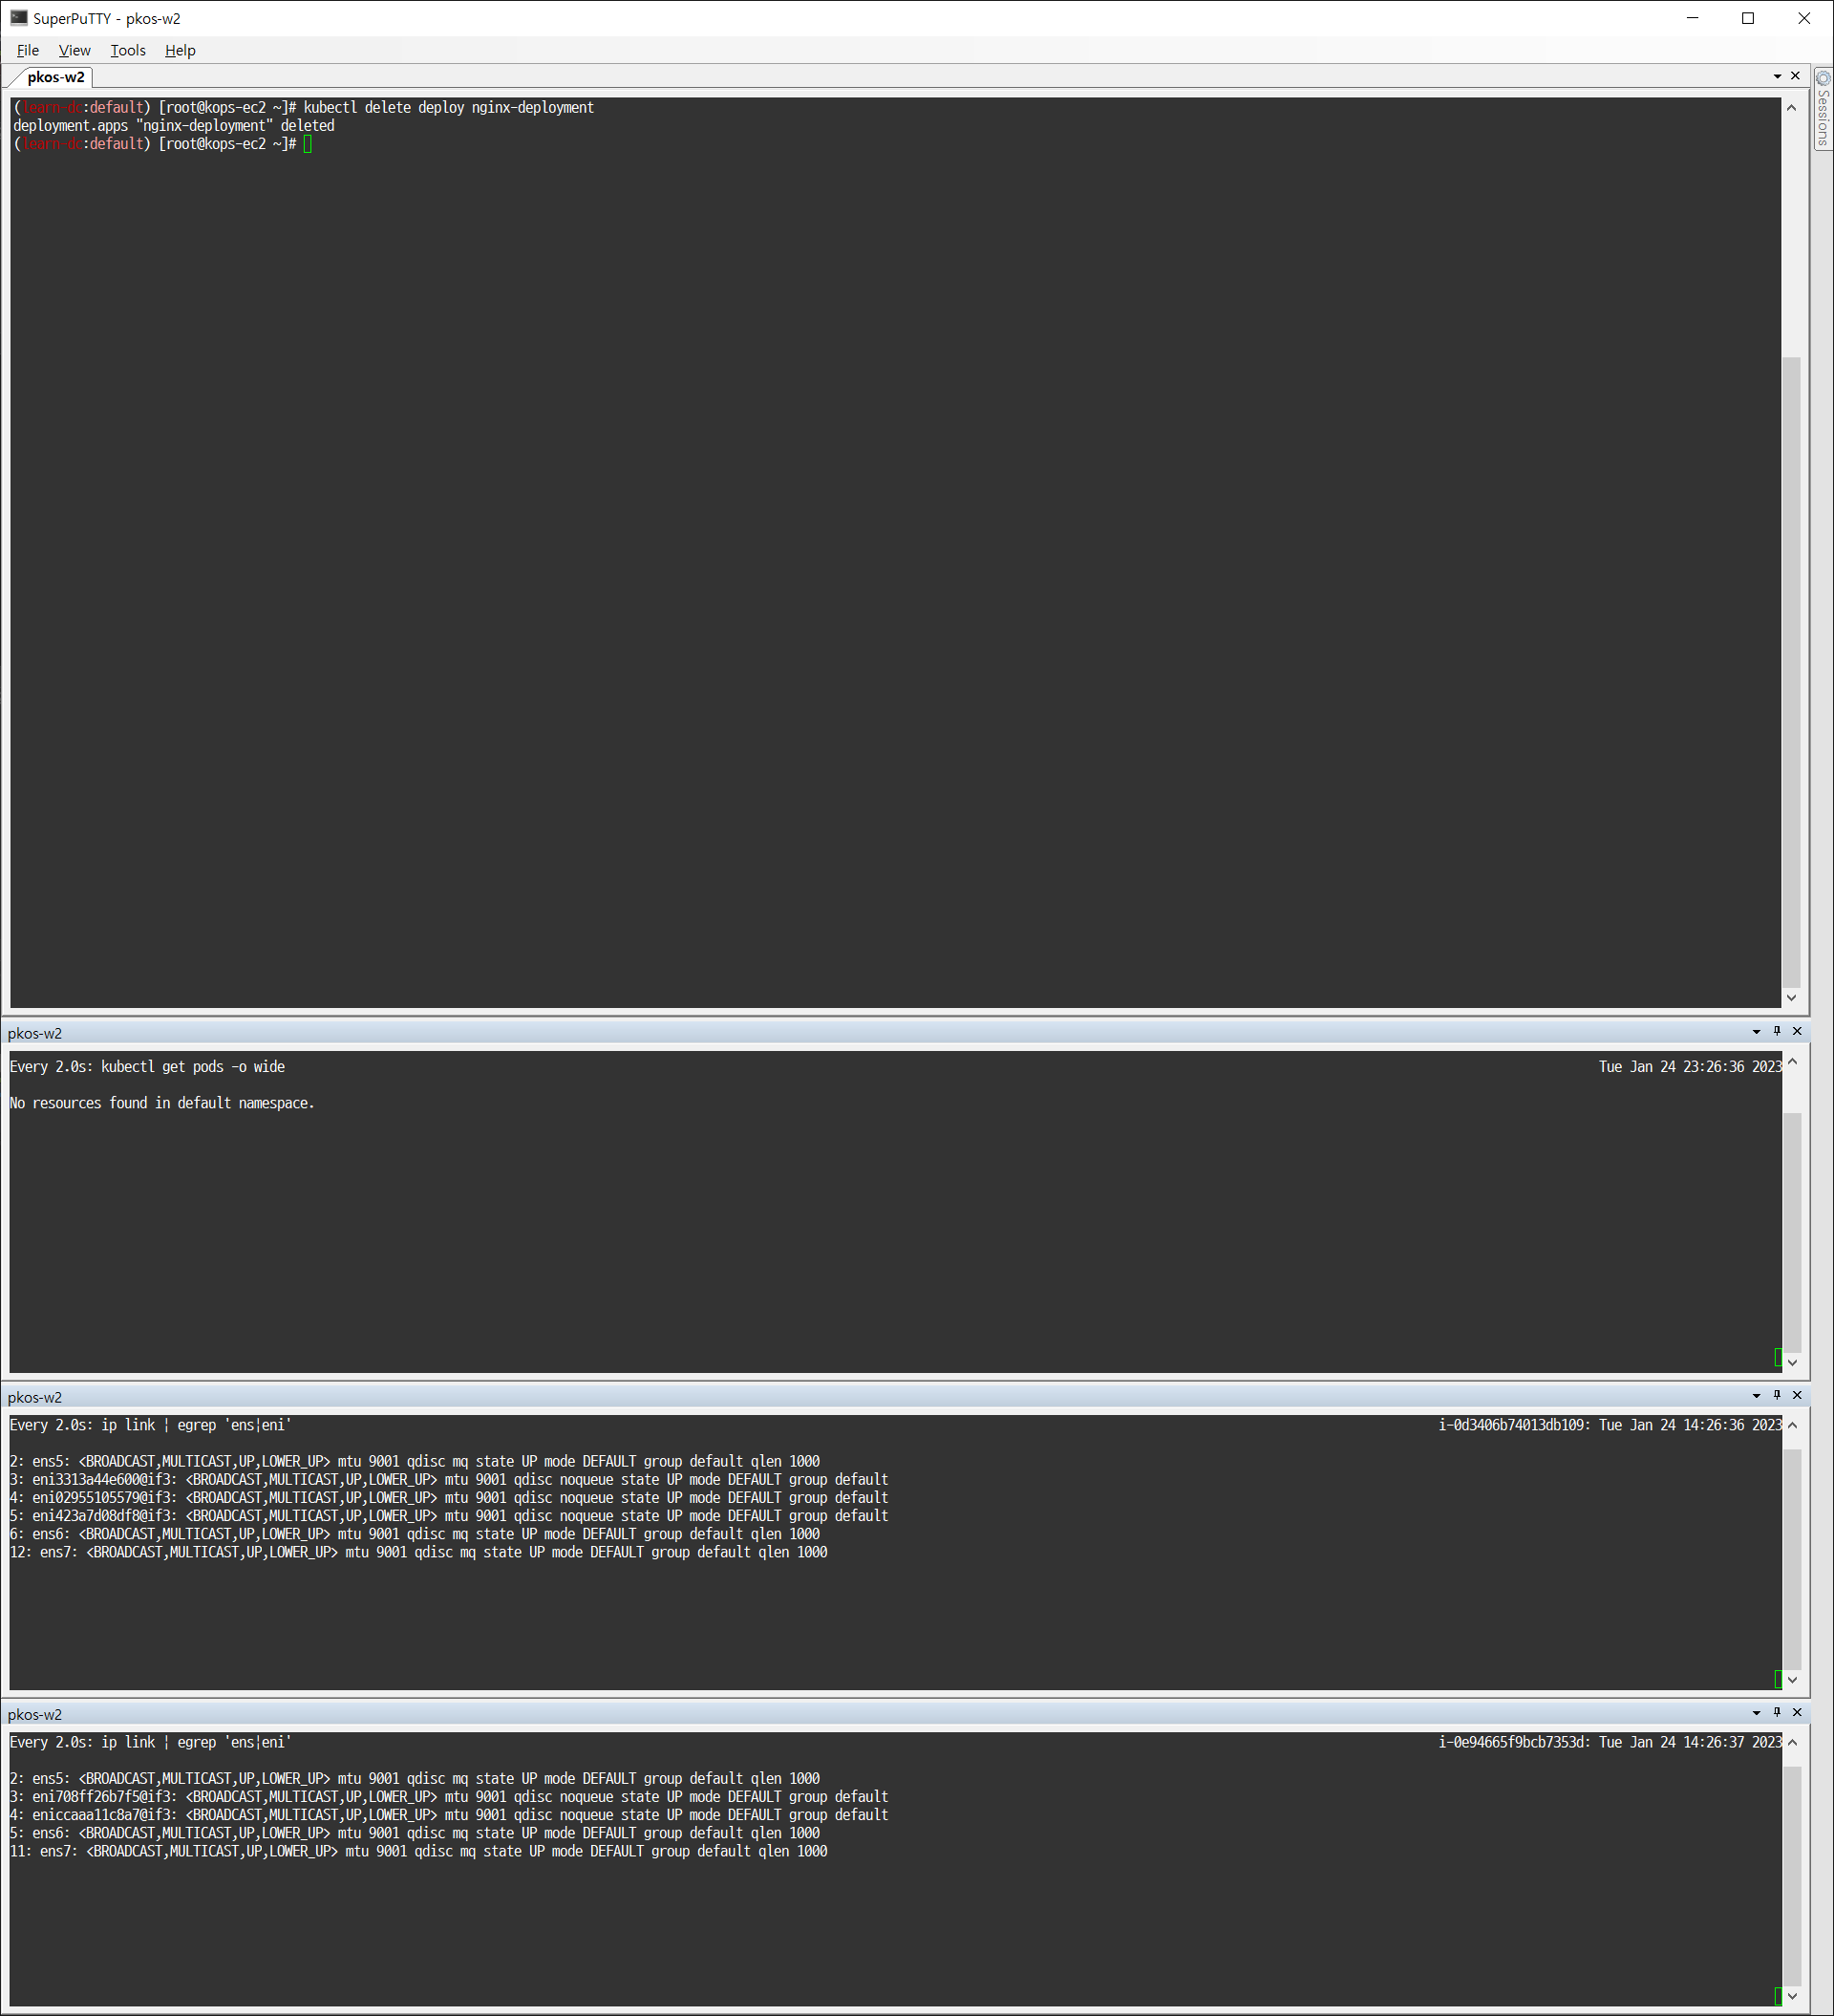 SuperPuTTY - pkos-w2
File View Tools Help
pkos-w2
Sessions
(learn-dc:default) [root@kops-ec2 ~]# kubectl delete deploy nginx-deployment
deployment.apps "nginx-deployment" deleted
(learn-dc:default) [root@kops-ec2 ~]#
pkos-w2
Every 2.0s: kubectl get pods -o wide Tue Jan 24 23:26:36 2023
No resources found in default namespace.
pkos-w2
Every 2.0s: ip link | egrep 'ens|eni' i-0d3406b74013db109: Tue Jan 24 14:26:36 2023
2: ens5: <BROADCAST,MULTICAST,UP,LOWER_UP> mtu 9001 qdisc mq state UP mode DEFAULT group default qlen 1000
3: eni3313a44e600@if3: <BROADCAST,MULTICAST,UP,LOWER_UP> mtu 9001 qdisc noqueue state UP mode DEFAULT group default
4: eni02955105579@if3: <BROADCAST,MULTICAST,UP,LOWER_UP> mtu 9001 qdisc noqueue state UP mode DEFAULT group default
5: eni423a7d08df8@if3: <BROADCAST,MULTICAST,UP,LOWER_UP> mtu 9001 qdisc noqueue state UP mode DEFAULT group default
6: ens6: <BROADCAST,MULTICAST,UP,LOWER_UP> mtu 9001 qdisc mq state UP mode DEFAULT group default qlen 1000
12: ens7: <BROADCAST,MULTICAST,UP,LOWER_UP> mtu 9001 qdisc mq state UP mode DEFAULT group default qlen 1000
pkos-w2
Every 2.0s: ip link | egrep 'ens|eni' i-0e94665f9bcb7353d: Tue Jan 24 14:26:37 2023
2: ens5: <BROADCAST,MULTICAST,UP,LOWER_UP> mtu 9001 qdisc mq state UP mode DEFAULT group default qlen 1000
3: eni708ff26b7f5@if3: <BROADCAST,MULTICAST,UP,LOWER_UP> mtu 9001 qdisc noqueue state UP mode DEFAULT group default
4: eniccaaa11c8a7@if3: <BROADCAST,MULTICAST,UP,LOWER_UP> mtu 9001 qdisc noqueue state UP mode DEFAULT group default
5: ens6: <BROADCAST,MULTICAST,UP,LOWER_UP> mtu 9001 qdisc mq state UP mode DEFAULT group default qlen 1000
11: ens7: <BROADCAST,MULTICAST,UP,LOWER_UP> mtu 9001 qdisc mq state UP mode DEFAULT group default qlen 1000